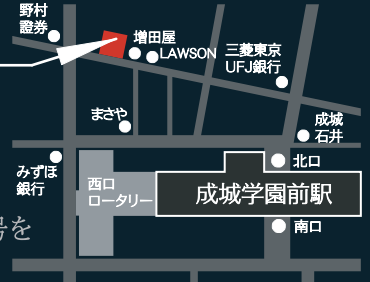 野村
證券
増田屋
LAWSON
三菱東京
UFJ銀行
まさや
成城
石井
みずほ
銀行
西口
ロータリー
北口
成城学園前駅
南口
号を